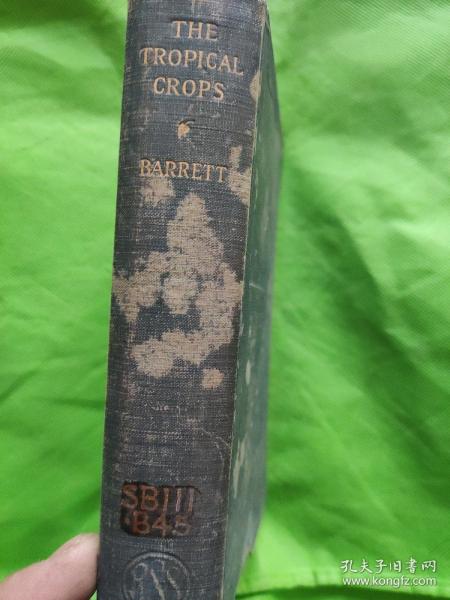 THE
TROPICAL
CROPS
BARRETT
SB111
B45
孔夫子旧书网
www.kongfz.com